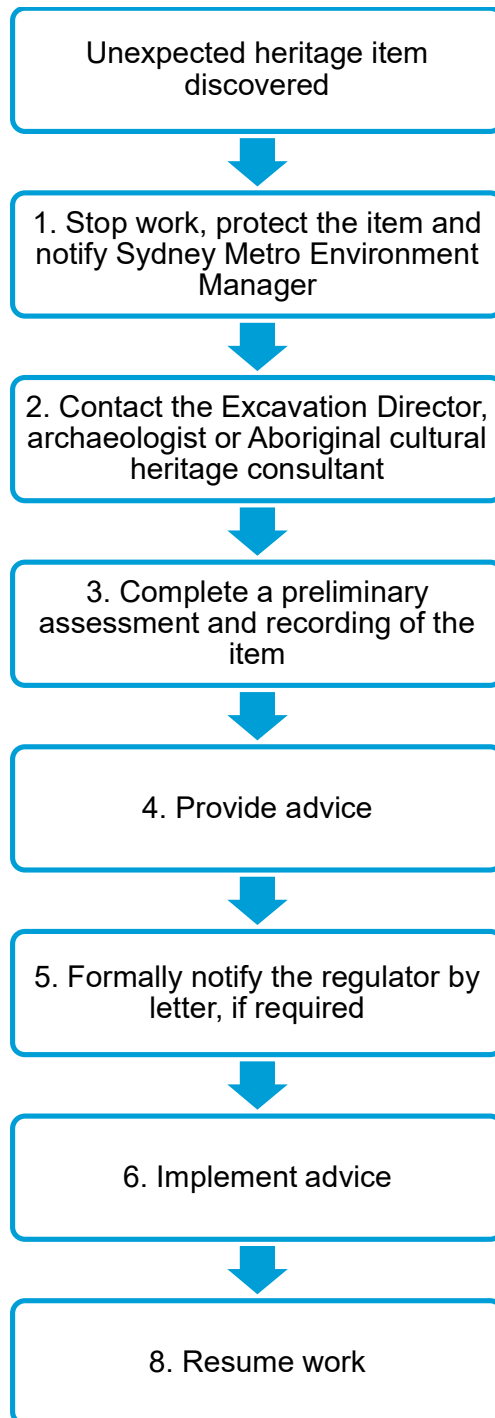 Unexpected heritage item
discovered
1. Stop work, protect the item and
notify Sydney Metro Environment
Manager
2. Contact the Excavation Director,
archaeologist or Aboriginal cultural
heritage consultant
3. Complete a preliminary
assessment and recording of the
item
4. Provide advice
5. Formally notify the regulator by
letter, if required
6. Implement advice
8. Resume work